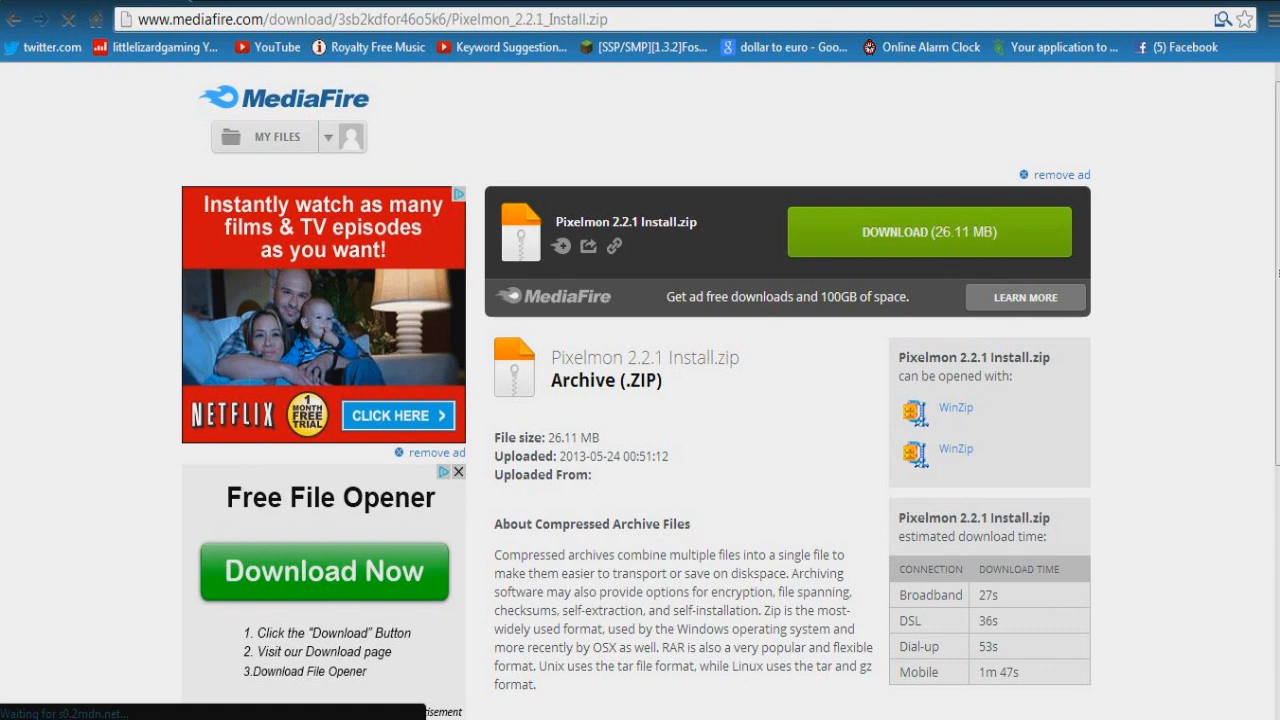 www.mediafire.com/download/3sb2kdfor46o5k6/Pixelmon_2.2.1_Install.zip
twitter.com
littlelizardgaming Y...
YouTube
Royalty Free Music
Keyword Suggestion...
[SSP/SMP][1.3.2]Fos...
dollar to euro - Goo...
Online Alarm Clock
Your application to ...
(5) Facebook
MediaFire
MY FILES
remove ad
Instantly watch as many
films & TV episodes
as you want!
NETFLIX
1
MONTH
FREE
TRIAL
CLICK HERE >
remove ad
Free File Opener
Download Now
1. Click the “Download” Button
2. Visit our Download page
3.Download File Opener
isement
Waiting for s0.2mdn.net...
Pixelmon 2.2.1 Install.zip
DOWNLOAD (26.11 MB)
MediaFire
Get ad free downloads and 100GB of space.
LEARN MORE
Pixelmon 2.2.1 Install.zip
Archive (.ZIP)
File size: 26.11 MB
Uploaded: 2013-05-24 00:51:12
Uploaded From:
About Compressed Archive Files
Compressed archives combine multiple files into a single file to
make them easier to transport or save on diskspace. Archiving
software may also provide options for encryption, file spanning,
checksums, self-extraction, and self-installation. Zip is the most-
widely used format, used by the Windows operating system and
more recently by OSX as well. RAR is also a very popular and flexible
format. Unix uses the tar file format, while Linux uses the tar and gz
format.
Pixelmon 2.2.1 Install.zip
can be opened with:
WinZip
WinZip
Pixelmon 2.2.1 Install.zip
estimated download time:
CONNECTION DOWNLOAD TIME
Broadband 27s
DSL 36s
Dial-up 53s
Mobile 1m 47s